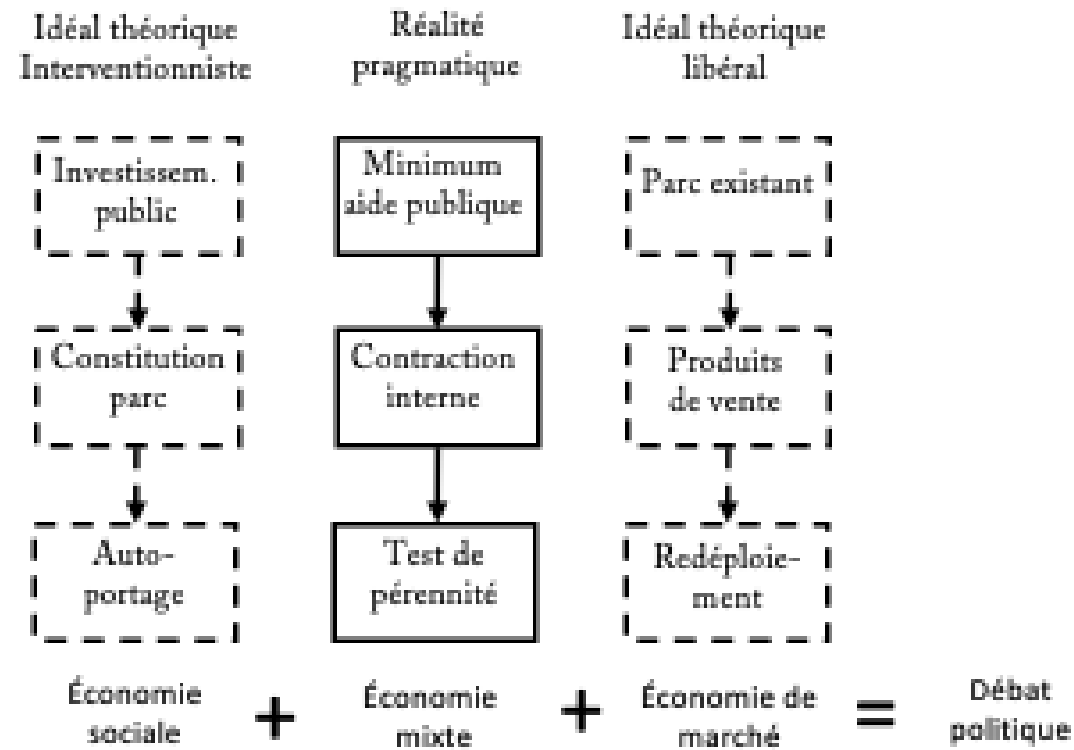 Idéal théorique
Interventionniste
Réalité
pragmatique
Idéal théorique
libéral
Investissem.
public
Minimum
aide publique
Parc existant
Constitution
parc
Contraction
interne
Produits
de vente
Auto-
portage
Test de
pérennité
Redéploie-
ment
Économie
sociale
+
Économie
mixte
+
Économie de
marché
=
Débat
politique